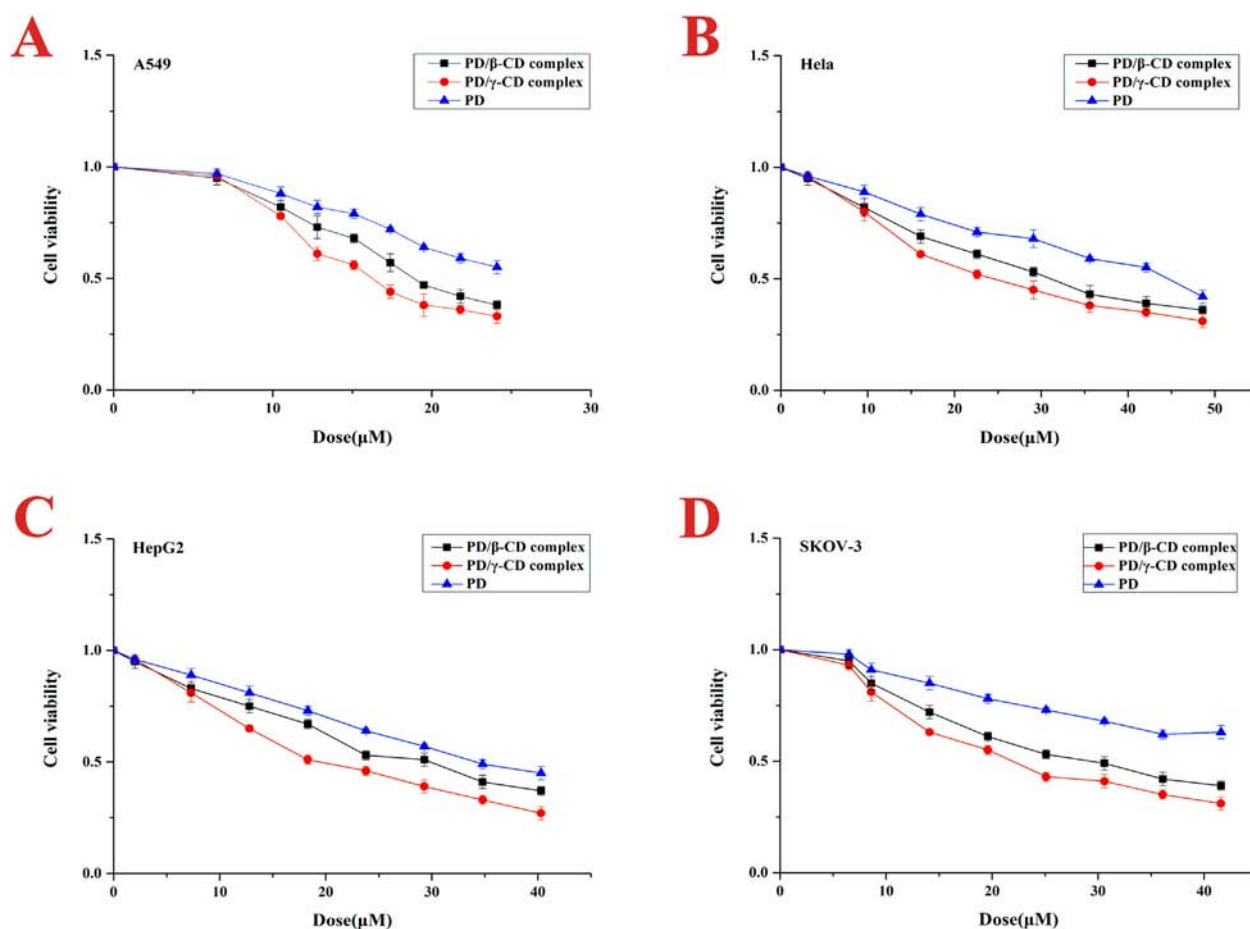 A
A549
PD/β-CD complex
PD/γ-CD complex
PD
1.5
1.0
0.5
0.0
Cell viability
0 10 20 30
Dose(μM)
B
Hela
PD/β-CD complex
PD/γ-CD complex
PD
1.5
1.0
0.5
0.0
Cell viability
0 10 20 30 40 50
Dose(μM)
C
HepG2
PD/β-CD complex
PD/γ-CD complex
PD
1.5
1.0
0.5
0.0
Cell viability
0 10 20 30 40
Dose(μM)
D
SKOV-3
PD/β-CD complex
PD/γ-CD complex
PD
1.5
1.0
0.5
0.0
Cell viability
0 10 20 30 40
Dose(μM)